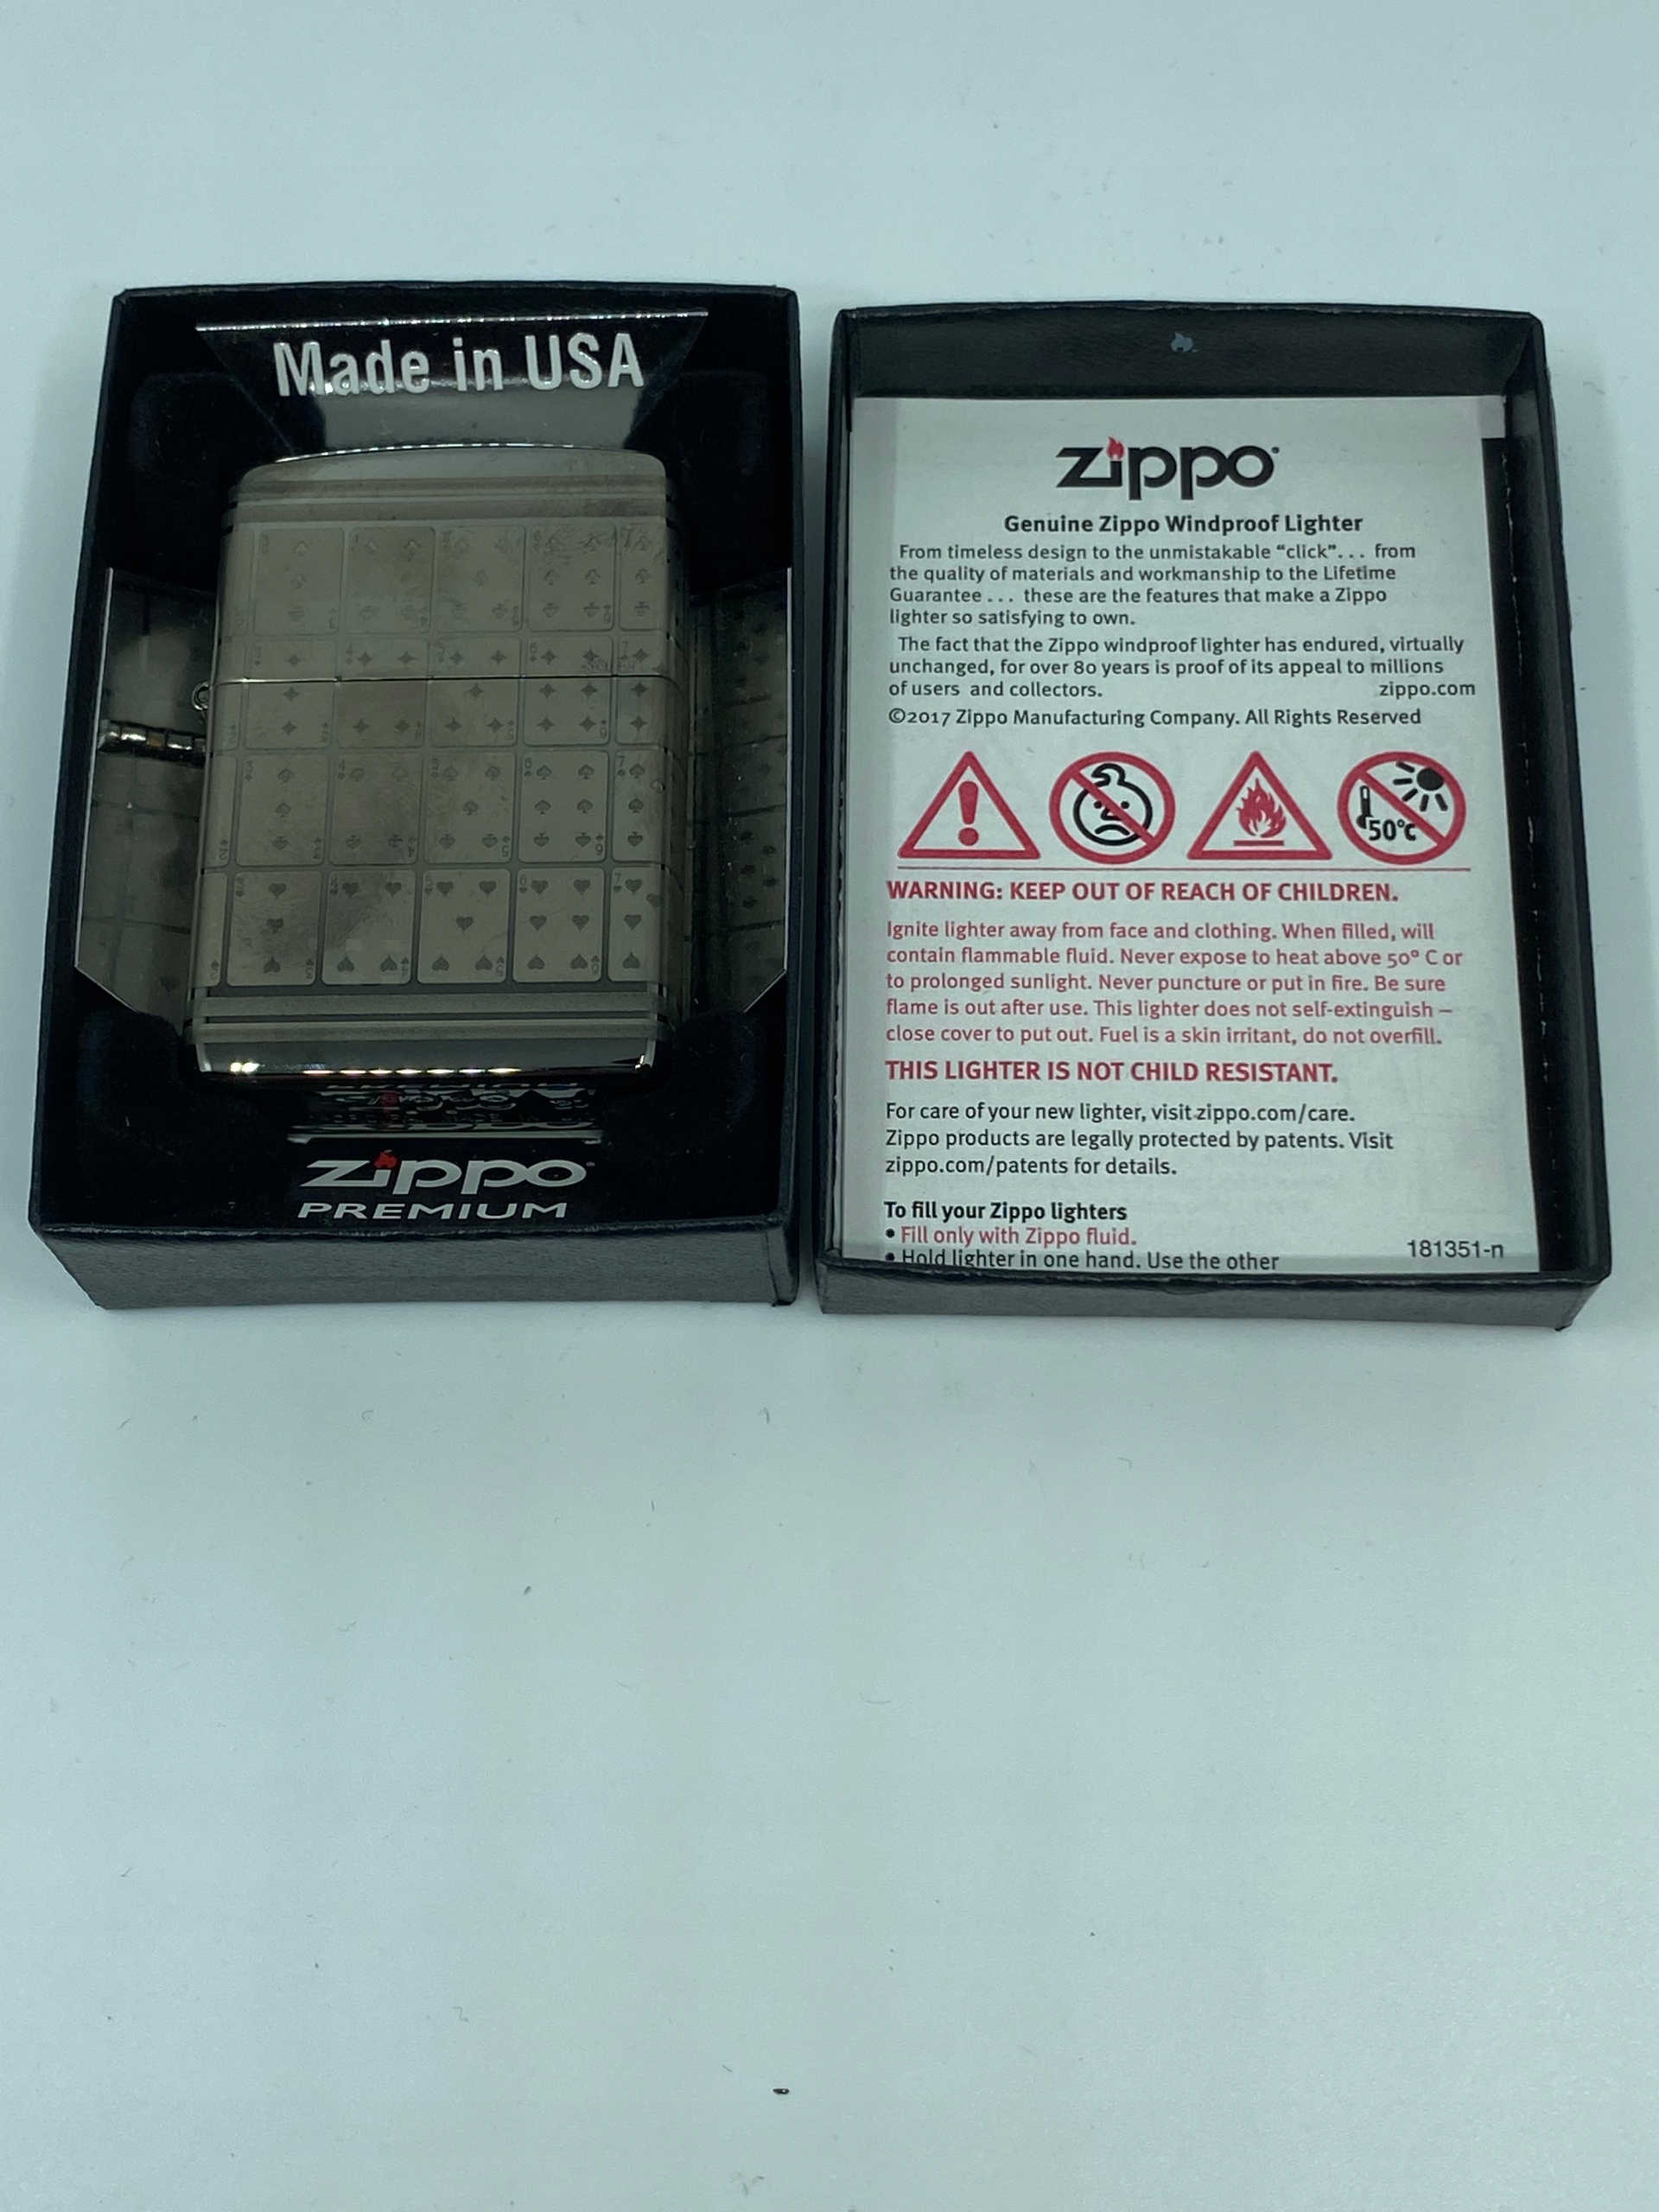 Made in USA
zippo
PREMIUM
zippo
Genuine Zippo Windproof Lighter
From timeless design to the unmistakable “click”. . . from
the quality of materials and workmanship to the Lifetime
Guarantee . . . these are the features that make a Zippo
lighter so satisfying to own.
The fact that the Zippo windproof lighter has endured, virtually
unchanged, for over 80 years is proof of its appeal to millions
of users and collectors. zippo.com
©2017 Zippo Manufacturing Company. All Rights Reserved
50°c
WARNING: KEEP OUT OF REACH OF CHILDREN.
Ignite lighter away from face and clothing. When filled, will
contain flammable fluid. Never expose to heat above 50° C or
to prolonged sunlight. Never puncture or put in fire. Be sure
flame is out after use. This lighter does not self-extinguish –
close cover to put out. Fuel is a skin irritant, do not overfill.
THIS LIGHTER IS NOT CHILD RESISTANT.
For care of your new lighter, visit zippo.com/care.
Zippo products are legally protected by patents. Visit
zippo.com/patents for details.
To fill your Zippo lighters
• Fill only with Zippo fluid.
• Hold lighter in one hand. Use the other
181351-n